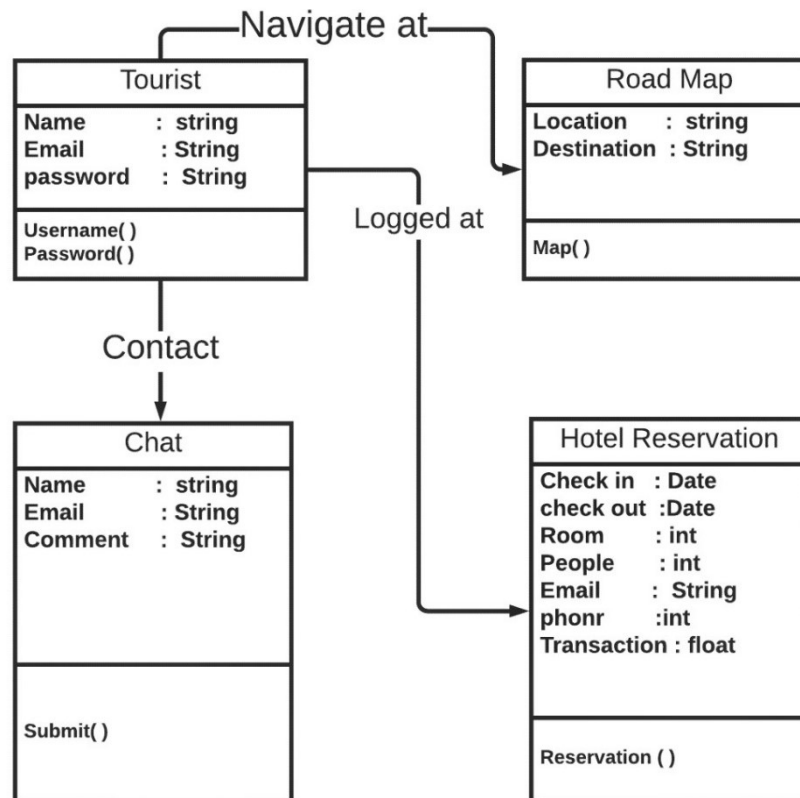 Navigate at
Tourist
Name : string
Email : String
password : String
Username( )
Password( )
Road Map
Location : string
Destination : String
Map( )
Logged at
Contact
Chat
Name : string
Email : String
Comment : String
Submit( )
Hotel Reservation
Check in : Date
check out :Date
Room : int
People : int
Email : String
phonr :int
Transaction : float
Reservation ( )